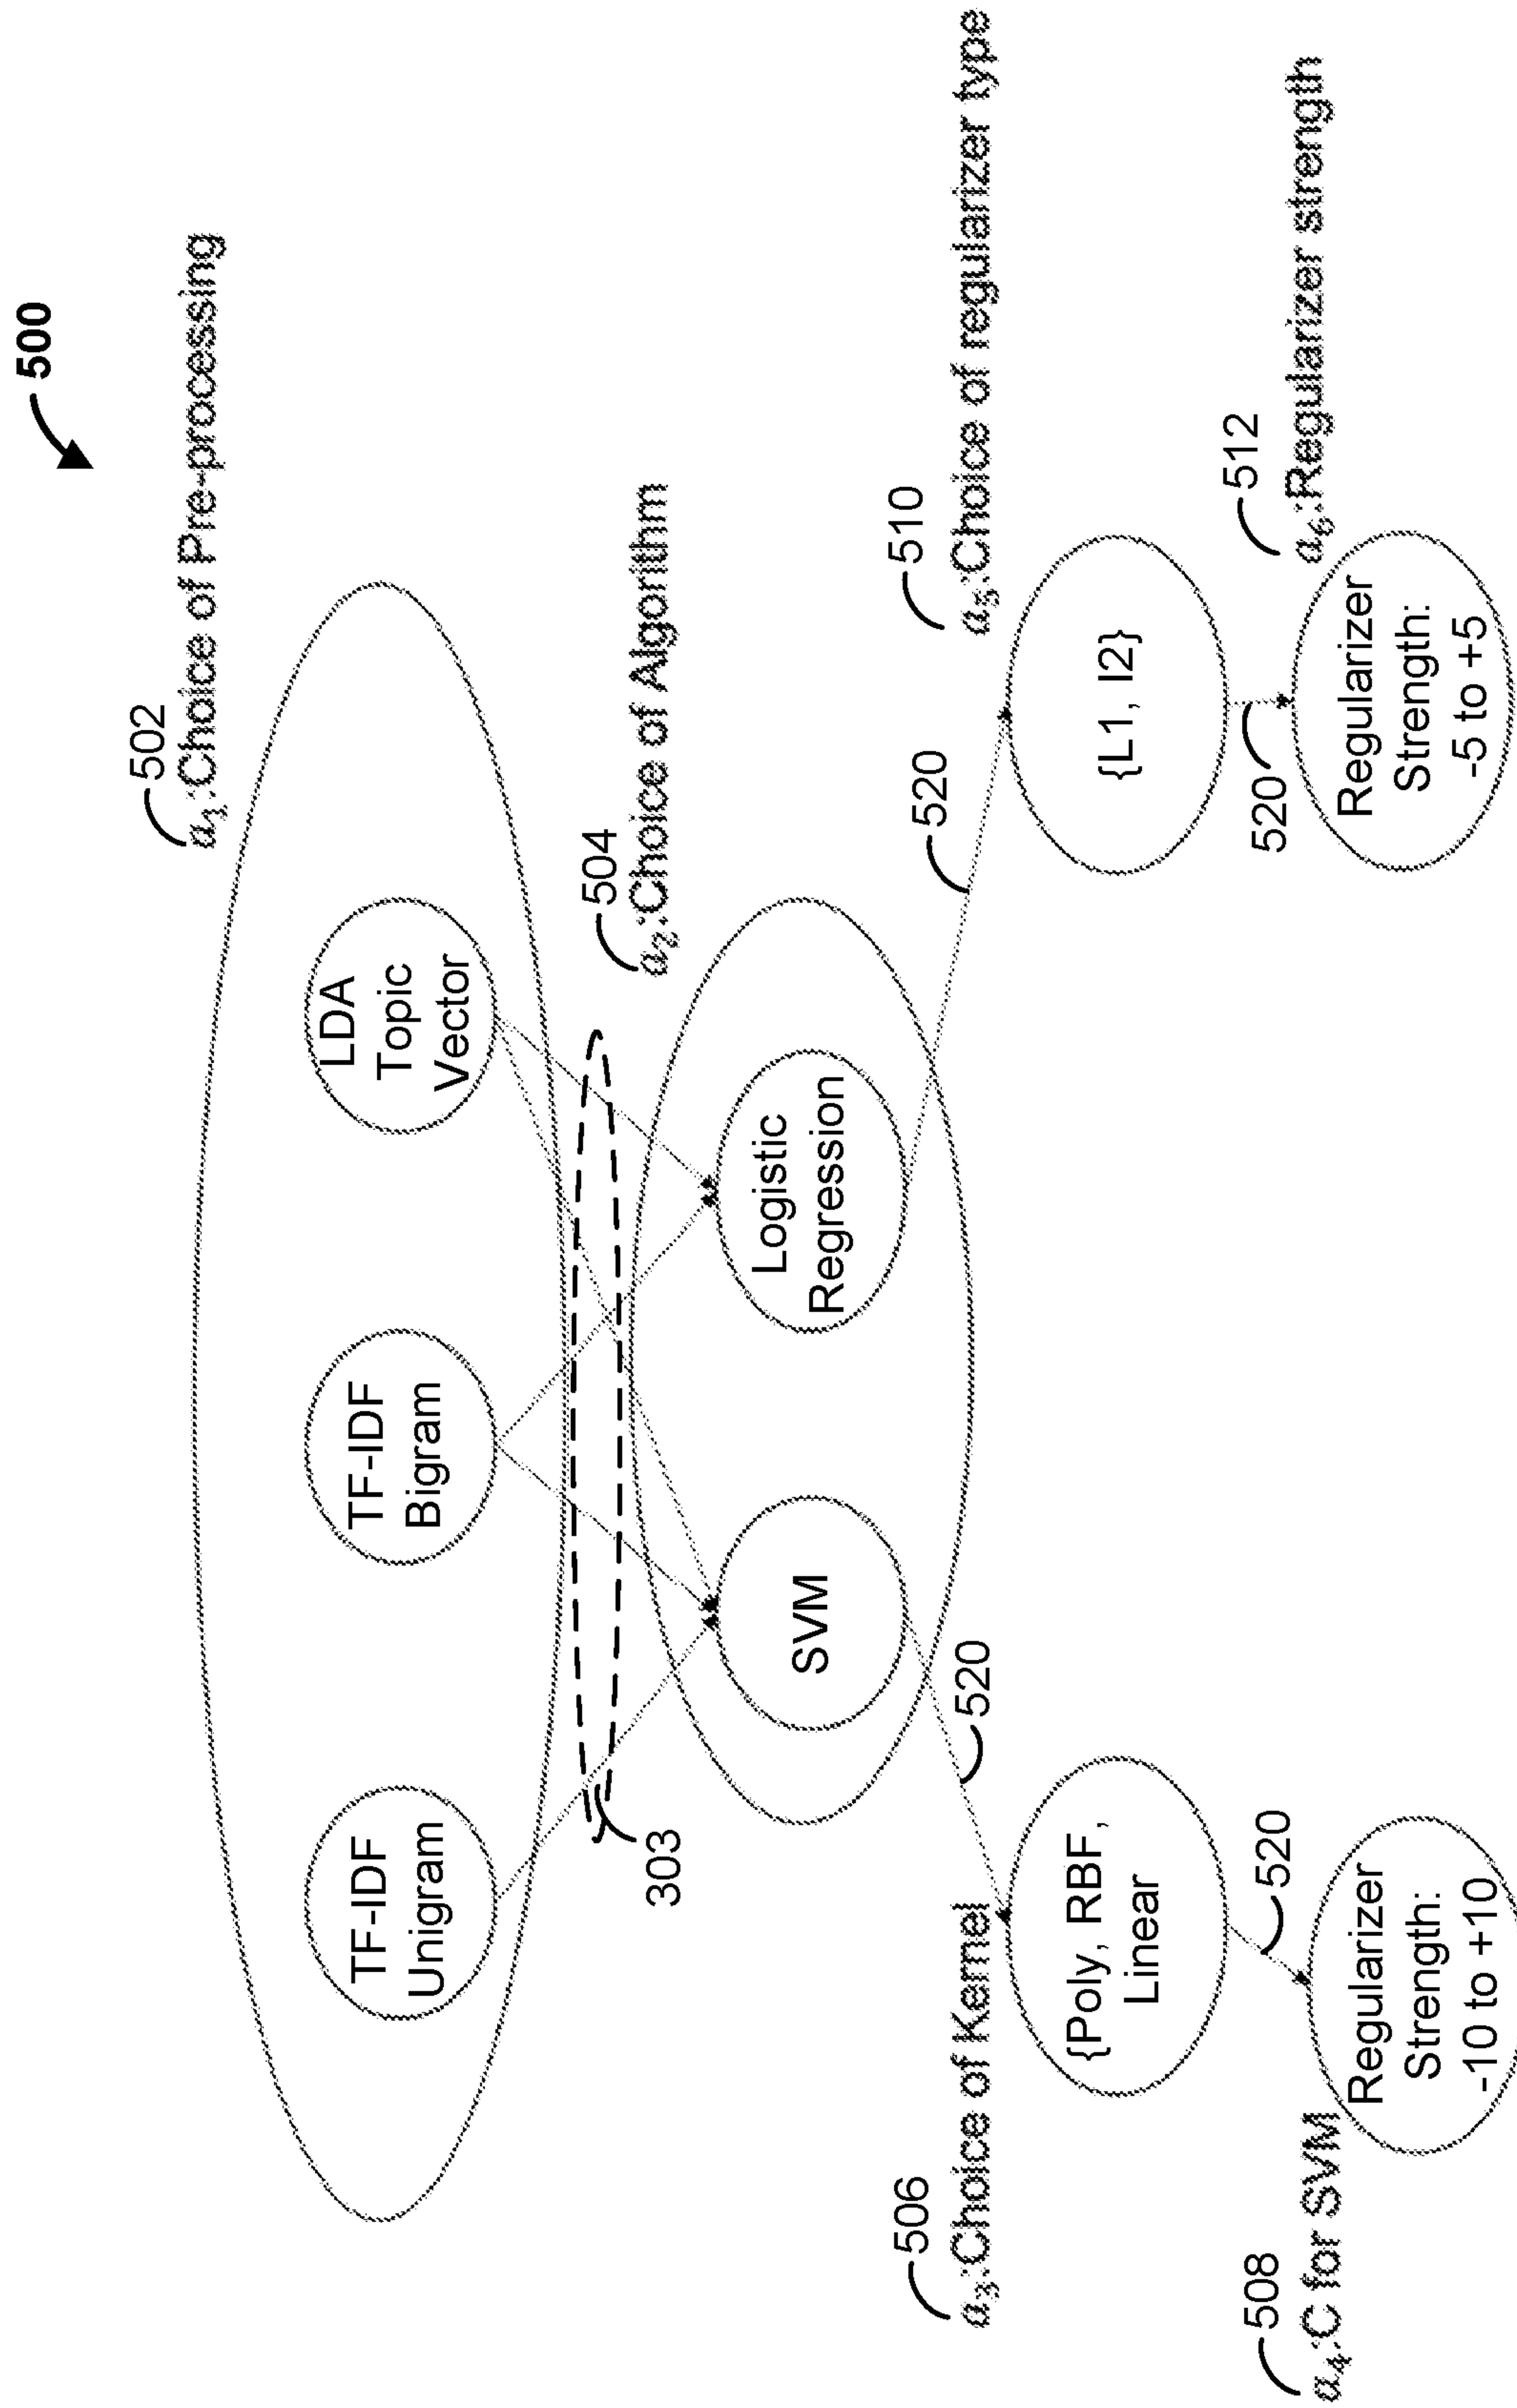 500
502
a₁:Choice of Pre-processing
TF-IDF
Unigram
TF-IDF
Bigram
LDA
Topic
Vector
303
504
a₂:Choice of Algorithm
SVM
Logistic
Regression
520
520
506
a₃:Choice of Kernel
{Poly, RBF,
Linear
510
a₅:Choice of regularizer type
{L1, I2}
520
520
508
a₄:C for SVM
Regularizer
Strength:
-10 to +10
512
a₆:Regularizer strength
Regularizer
Strength:
-5 to +5